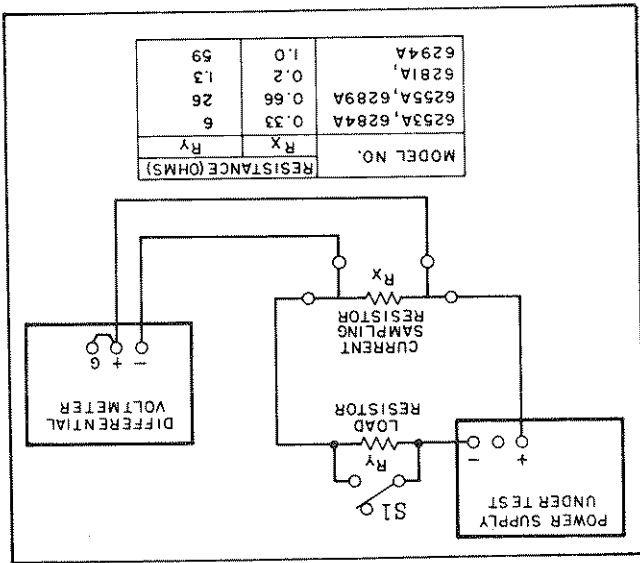 POWER SUPPLY
UNDER TEST
+ -
S1
RY
LOAD
RESISTOR
CURRENT
SAMPLING
RESISTOR
RX
DIFFERENTIAL
VOLTMETER
- + G
MODEL NO.
RESISTANCE (OHMS)
RX RY
6253A, 6284A 0.33 6
6255A, 6289A 0.66 26
6281A, 0.2 1.3
6294A 1.0 59